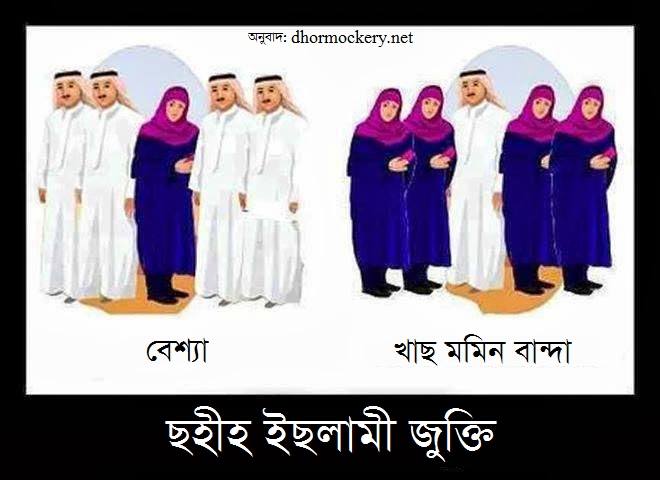 অনুবাদ: dhormockery.net
বেশ্যা
খাছ মমিন বান্দা
ছহীহ ইছলামী জুক্তি